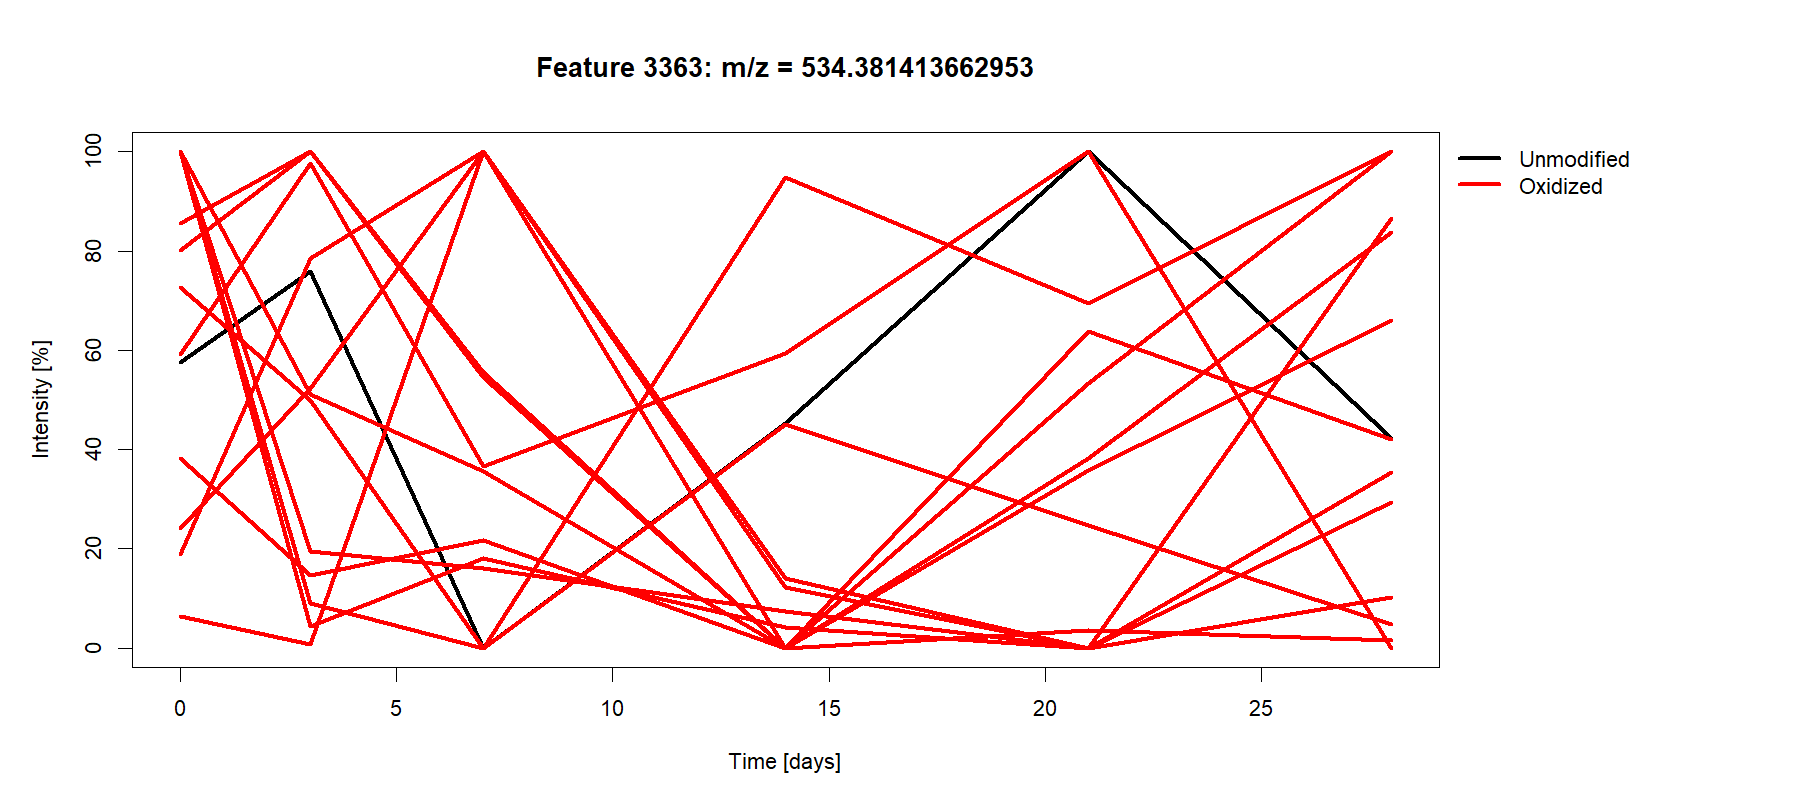 Feature 3363: m/z = 534.381413662953
Unmodified
Oxidized
Intensity [%]
100
80
60
40
20
0
0 5 10 15 20 25
Time [days]